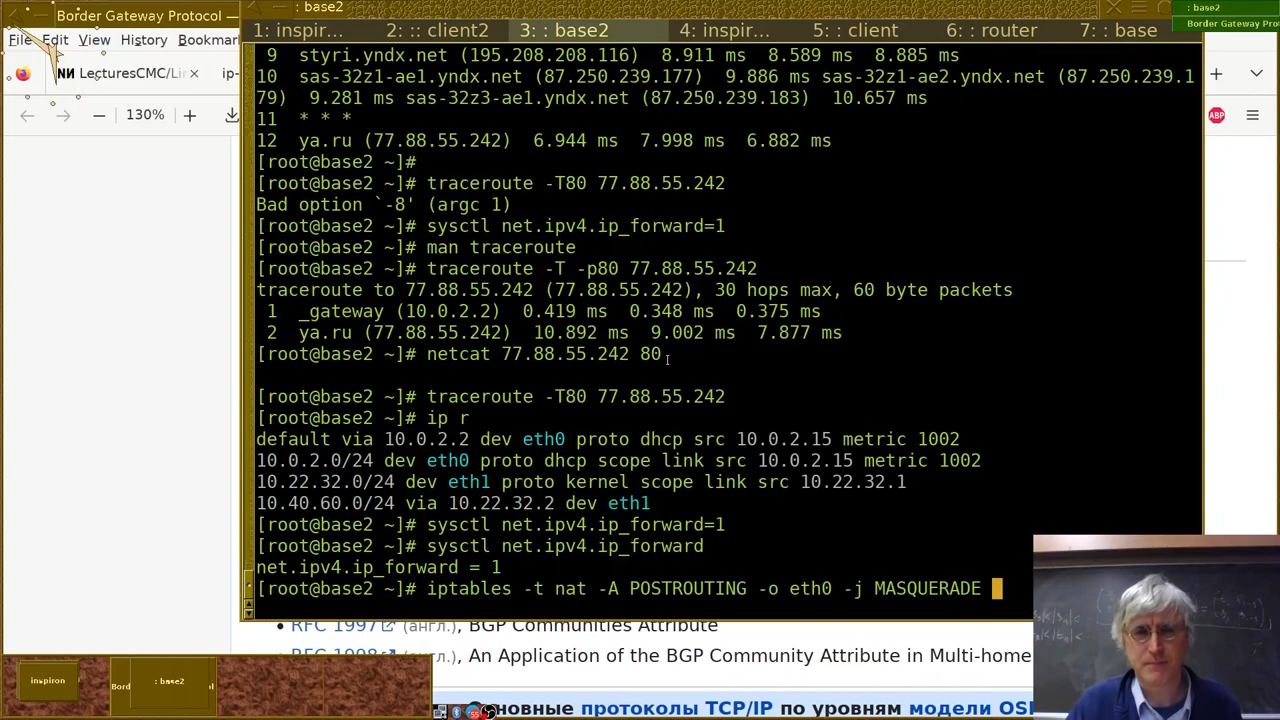 Border Gateway Protocol —
: base2
: base2
Border Gateway Protocol —
File Edit View History Bookmar
1: inspir... 2: :: client2 3: : base2 4: inspir... 5: : client 6: : router 7: : base
LecturesCMC/Lin
ip-
130%
ABP
9 styri.yndx.net (195.208.208.116) 8.911 ms 8.589 ms 8.885 ms
10 sas-32z1-ae1.yndx.net (87.250.239.177) 9.886 ms sas-32z1-ae2.yndx.net (87.250.239.1
79) 9.281 ms sas-32z3-ae1.yndx.net (87.250.239.183) 10.657 ms
11 * * *
12 ya.ru (77.88.55.242) 6.944 ms 7.998 ms 6.882 ms
[root@base2 ~]#
[root@base2 ~]# traceroute -T80 77.88.55.242
Bad option `-8' (argc 1)
[root@base2 ~]# sysctl net.ipv4.ip_forward=1
[root@base2 ~]# man traceroute
[root@base2 ~]# traceroute -T -p80 77.88.55.242
traceroute to 77.88.55.242 (77.88.55.242), 30 hops max, 60 byte packets
1 _gateway (10.0.2.2) 0.419 ms 0.348 ms 0.375 ms
2 ya.ru (77.88.55.242) 10.892 ms 9.002 ms 7.877 ms
[root@base2 ~]# netcat 77.88.55.242 80
[root@base2 ~]# traceroute -T80 77.88.55.242
[root@base2 ~]# ip r
default via 10.0.2.2 dev eth0 proto dhcp src 10.0.2.15 metric 1002
10.0.2.0/24 dev eth0 proto dhcp scope link src 10.0.2.15 metric 1002
10.22.32.0/24 dev eth1 proto kernel scope link src 10.22.32.1
10.40.60.0/24 via 10.22.32.2 dev eth1
[root@base2 ~]# sysctl net.ipv4.ip_forward=1
[root@base2 ~]# sysctl net.ipv4.ip_forward
net.ipv4.ip_forward = 1
[root@base2 ~]# iptables -t nat -A POSTROUTING -o eth0 -j MASQUERADE
RFC 1997 (англ.), BGP Communities Attribute
RFC 1998 (англ.), An Application of the BGP Community Attribute in Multi-home
новные протоколы TCP/IP по уровням модели OSI
inspiron
Bord
: base2